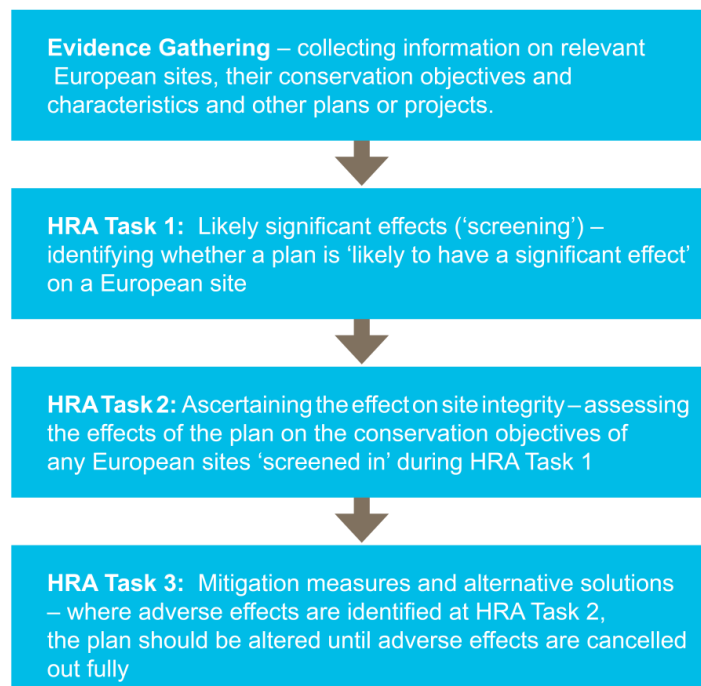 Evidence Gathering – collecting information on relevant
European sites, their conservation objectives and
characteristics and other plans or projects.
HRA Task 1: Likely significant effects (‘screening’) –
identifying whether a plan is ‘likely to have a significant effect’
on a European site
HRA Task 2: Ascertaining the effect on site integrity – assessing
the effects of the plan on the conservation objectives of
any European sites ‘screened in’ during HRA Task 1
HRA Task 3: Mitigation measures and alternative solutions
– where adverse effects are identified at HRA Task 2,
the plan should be altered until adverse effects are cancelled
out fully